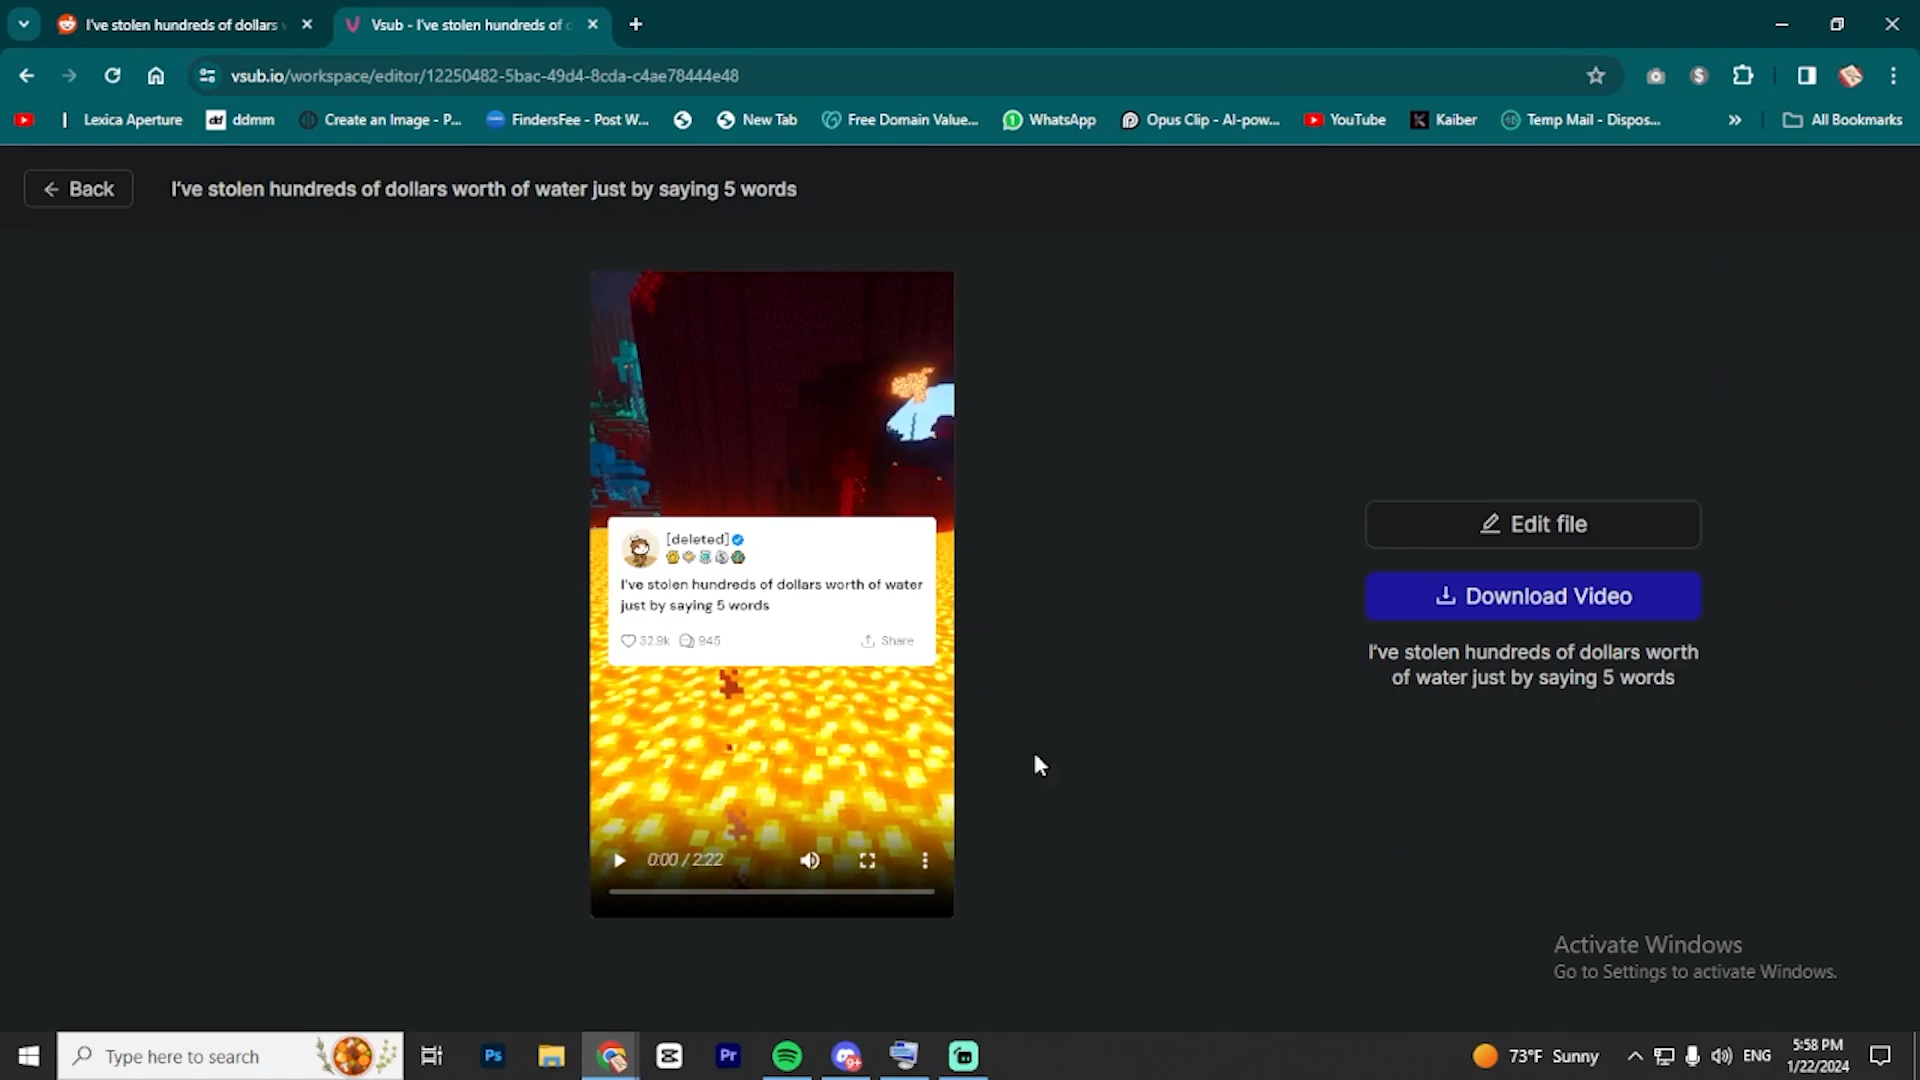 I've stolen hundreds of dollars
Vsub - I've stolen hundreds of
vsub.io/workspace/editor/12250482-5bac-49d4-8cda-c4ae78444e48
Lexica Aperture
ddmm
Create an Image - P...
FindersFee - Post W...
New Tab
Free Domain Value...
WhatsApp
Opus Clip - AI-pow...
YouTube
Kaiber
Temp Mail - Dispos...
All Bookmarks
Back
I've stolen hundreds of dollars worth of water just by saying 5 words
[deleted]
I've stolen hundreds of dollars worth of water
just by saying 5 words
32.9k
945
Share
0:00 / 2:22
Edit file
Download Video
I've stolen hundreds of dollars worth
of water just by saying 5 words
Activate Windows
Go to Settings to activate Windows.
Type here to search
Ps
Pr
9+
73°F Sunny
ENG
5:58 PM
1/22/2024